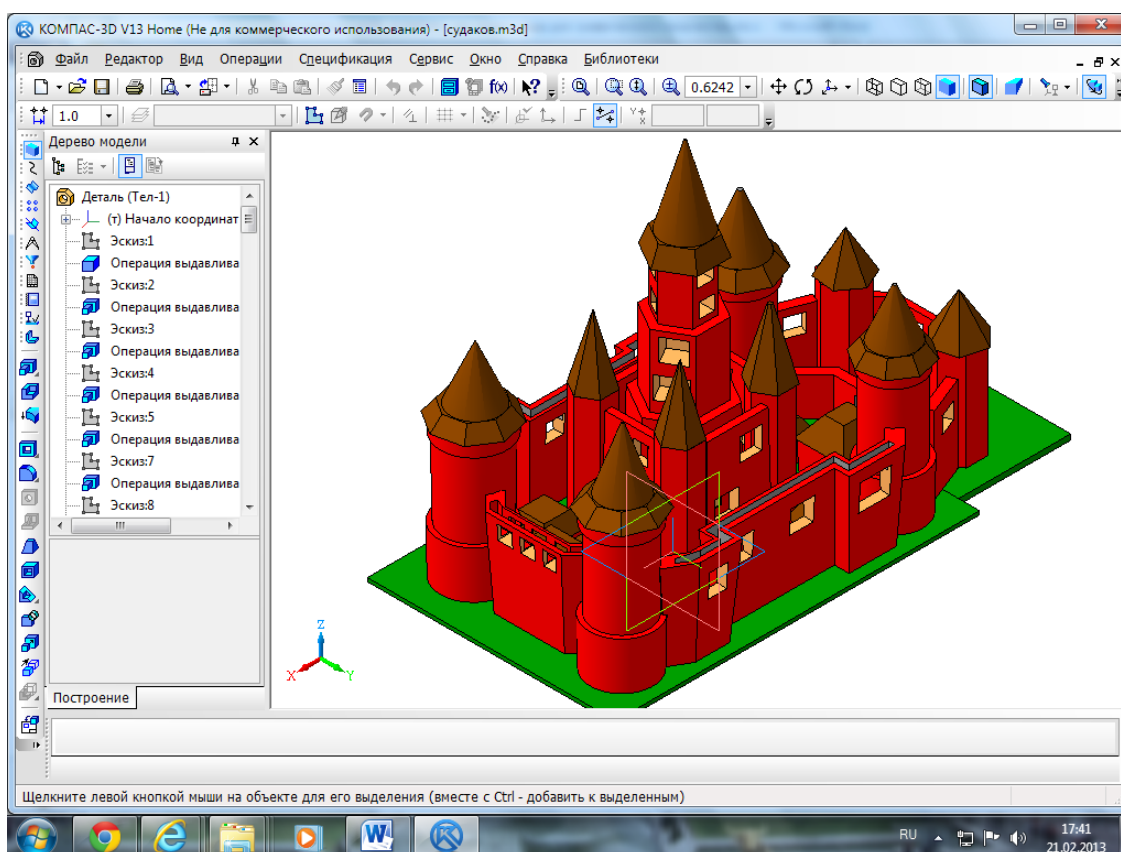 КОМПАС-3D V13 Home (Не для коммерческого использования) - [судаков.m3d]
Файл Редактор Вид Операции Спецификация Сервис Окно Справка Библиотеки
f(x) 0.6242
1.0
Дерево модели
Деталь (Тел-1)
(т) Начало координат
Эскиз:1
Операция выдавлива
Эскиз:2
Операция выдавлива
Эскиз:3
Операция выдавлива
Эскиз:4
Операция выдавлива
Эскиз:5
Операция выдавлива
Эскиз:7
Операция выдавлива
Эскиз:8
Z
X Y
Построение
Щелкните левой кнопкой мыши на объекте для его выделения (вместе с Ctrl - добавить к выделенным)
RU 17:41
21.02.2013